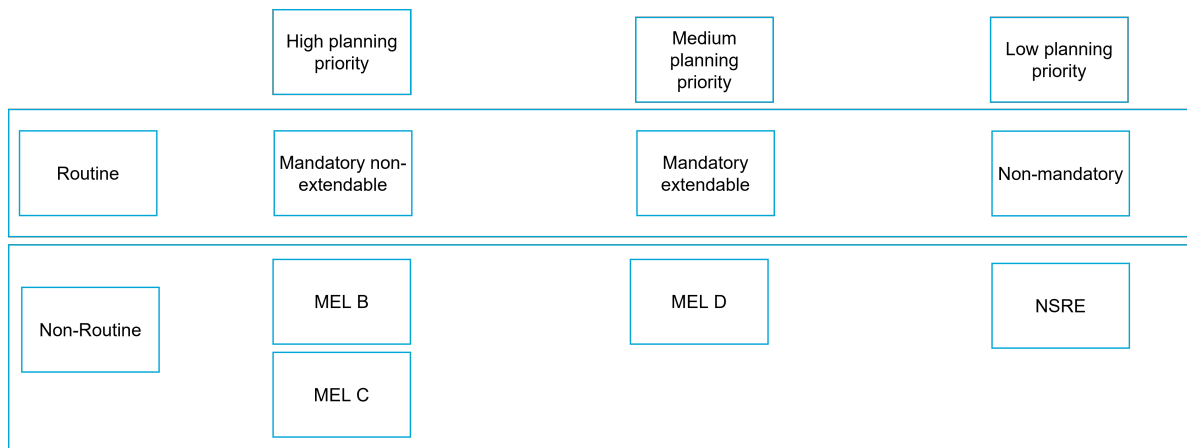 High planning
priority
Medium
planning
priority
Low planning
priority
Routine
Mandatory non-
extendable
Mandatory
extendable
Non-mandatory
Non-Routine
MEL B
MEL D
NSRE
MEL C